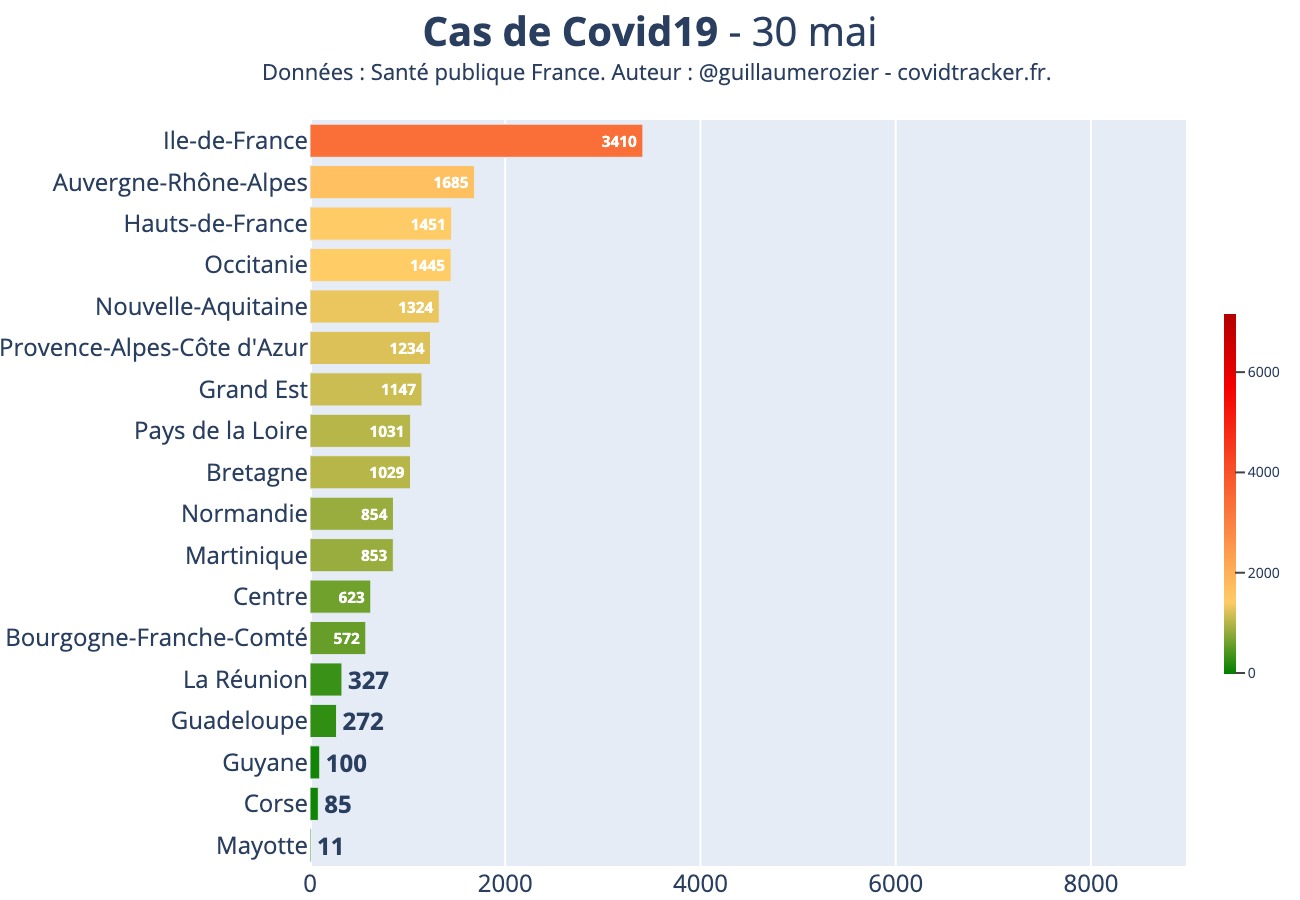 Cas de Covid19 - 30 mai
Données : Santé publique France. Auteur : @guillaumerozier - covidtracker.fr.
Ile-de-France 3410
Auvergne-Rhône-Alpes 1685
Hauts-de-France 1451
Occitanie 1445
Nouvelle-Aquitaine 1324
Provence-Alpes-Côte d'Azur 1234
Grand Est 1147
Pays de la Loire 1031
Bretagne 1029
Normandie 854
Martinique 853
Centre 623
Bourgogne-Franche-Comté 572
La Réunion 327
Guadeloupe 272
Guyane 100
Corse 85
Mayotte 11
0 2000 4000 6000 8000
6000
4000
2000
0